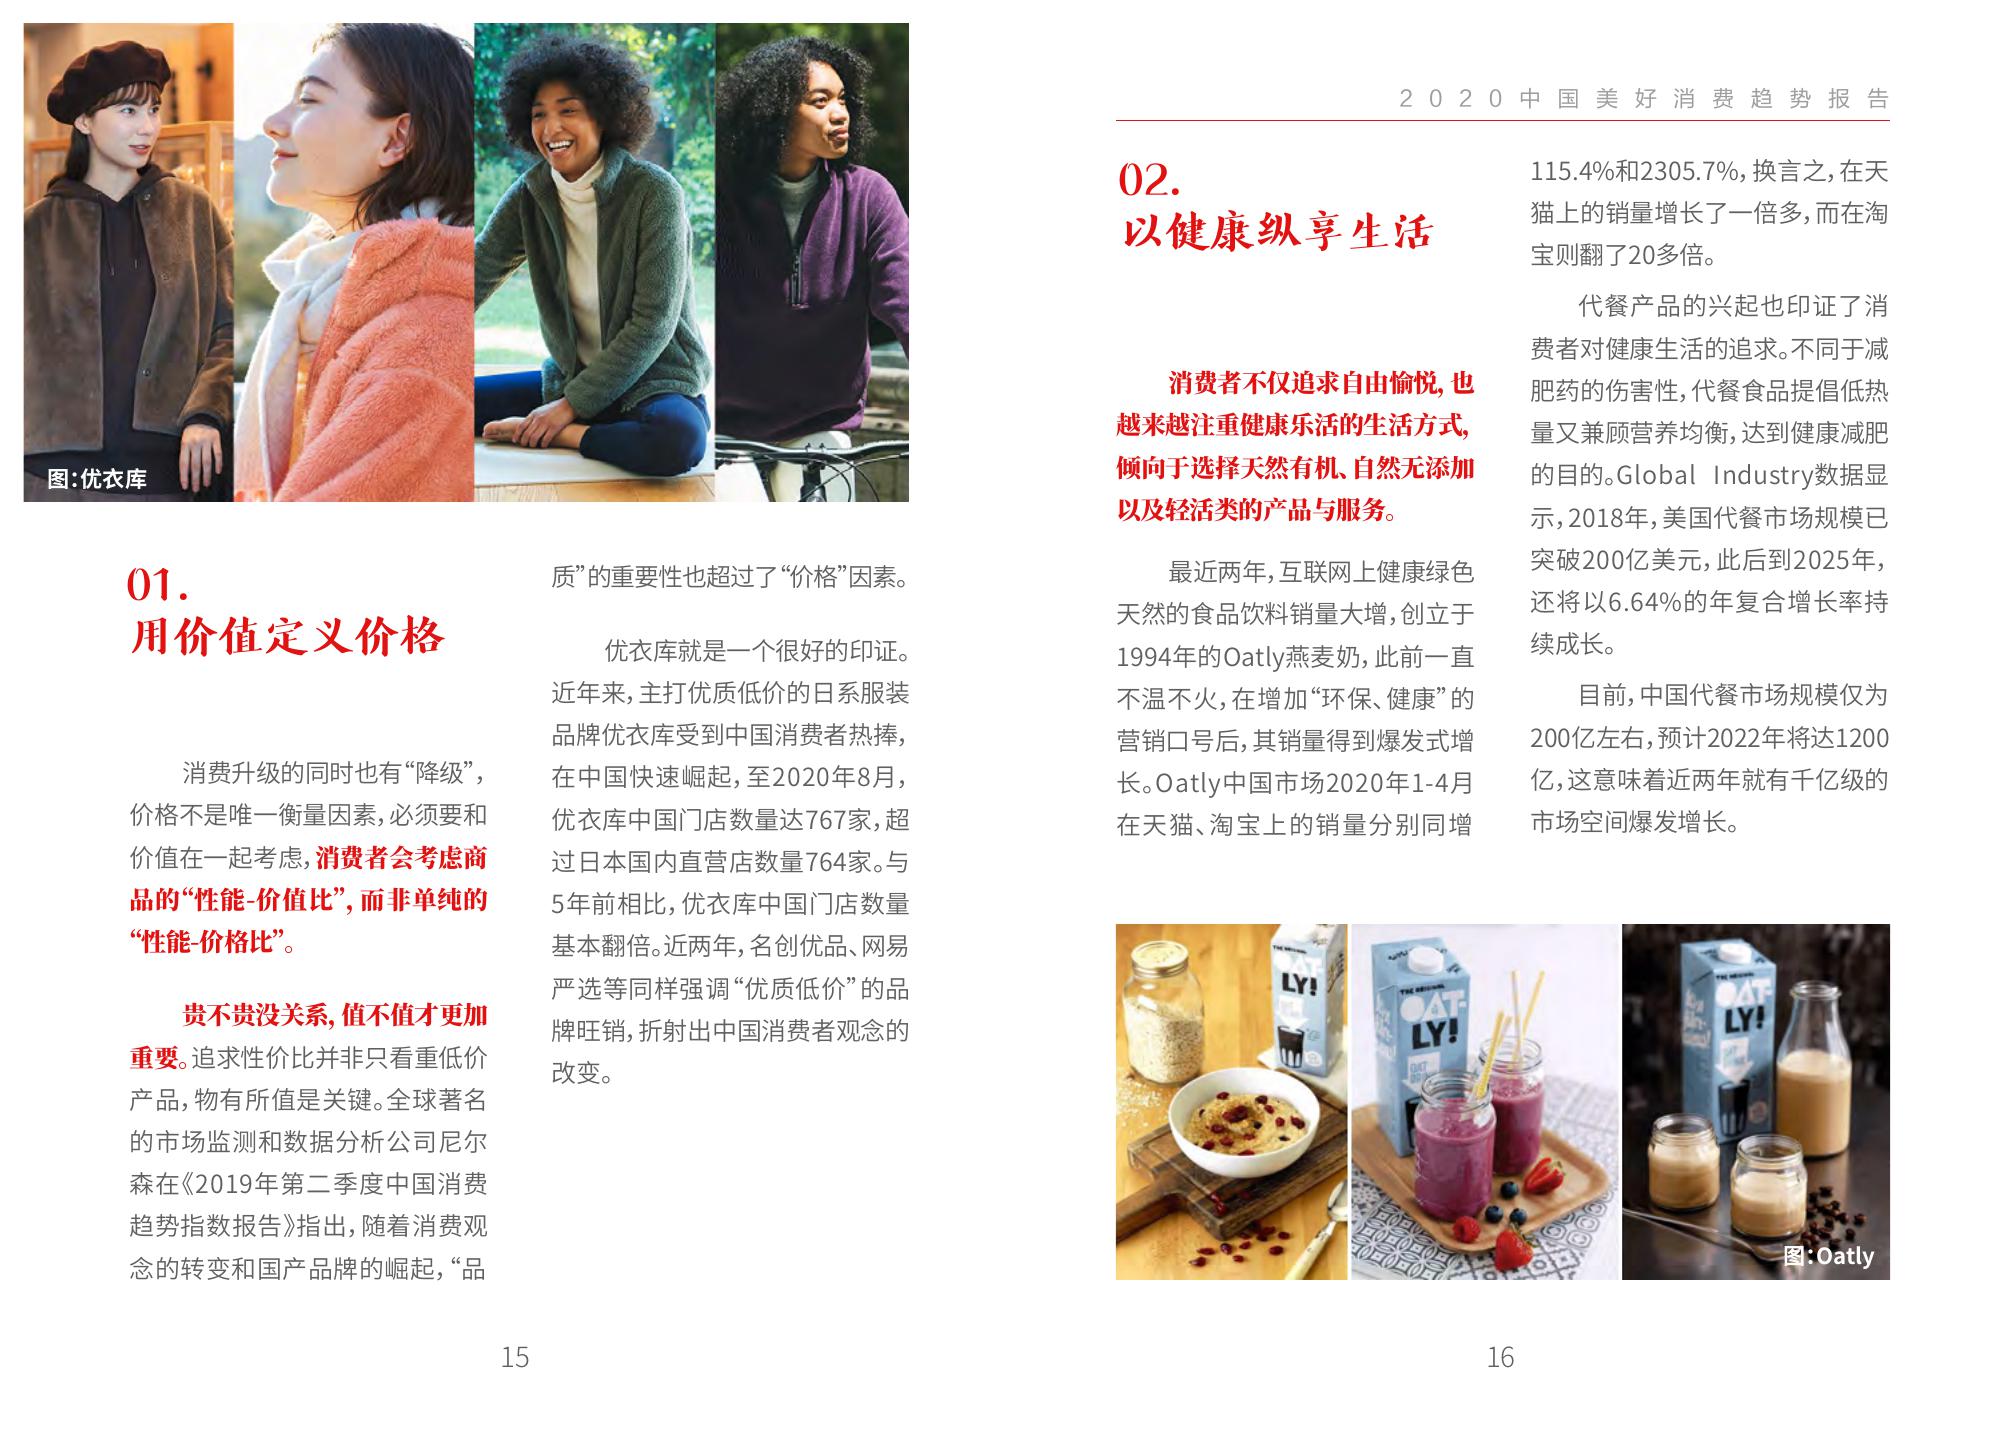 图：优衣库
01.
用价值定义价格
消费升级的同时也有“降级”，
价格不是唯一衡量因素，必须要和
价值在一起考虑，消费者会考虑商
品的“性能-价值比”，而非单纯的
“性能-价格比”。
贵不贵没关系，值不值才更加
重要。追求性价比并非只看重低价
产品，物有所值是关键。全球著名
的市场监测和数据分析公司尼尔
森在《2019年第二季度中国消费
趋势指数报告》指出，随着消费观
念的转变和国产品牌的崛起，“品
质”的重要性也超过了“价格”因素。
优衣库就是一个很好的印证。
近年来，主打优质低价的日系服装
品牌优衣库受到中国消费者热捧，
在中国快速崛起，至2020年8月，
优衣库中国门店数量达767家，超
过日本国内直营店数量764家。与
5年前相比，优衣库中国门店数量
基本翻倍。近两年，名创优品、网易
严选等同样强调“优质低价”的品
牌旺销，折射出中国消费者观念的
改变。
15
2020中国美好消费趋势报告
02.
以健康纵享生活
消费者不仅追求自由愉悦，也
越来越注重健康乐活的生活方式，
倾向于选择天然有机、自然无添加
以及轻活类的产品与服务。
最近两年，互联网上健康绿色
天然的食品饮料销量大增，创立于
1994年的Oatly燕麦奶，此前一直
不温不火，在增加“环保、健康”的
营销口号后，其销量得到爆发式增
长。Oatly中国市场2020年1-4月
在天猫、淘宝上的销量分别同增
115.4%和2305.7%，换言之，在天
猫上的销量增长了一倍多，而在淘
宝则翻了20多倍。
代餐产品的兴起也印证了消
费者对健康生活的追求。不同于减
肥药的伤害性，代餐食品提倡低热
量又兼顾营养均衡，达到健康减肥
的目的。Global Industry数据显
示，2018年，美国代餐市场规模已
突破200亿美元，此后到2025年，
还将以6.64%的年复合增长率持
续成长。
目前，中国代餐市场规模仅为
200亿左右，预计2022年将达1200
亿，这意味着近两年就有千亿级的
市场空间爆发增长。
THE ORIGINAL
OAT-
LY!
THE ORIGINAL
OAT-
LY!
THE ORIGINAL
OAT-
LY!
图：Oatly
16